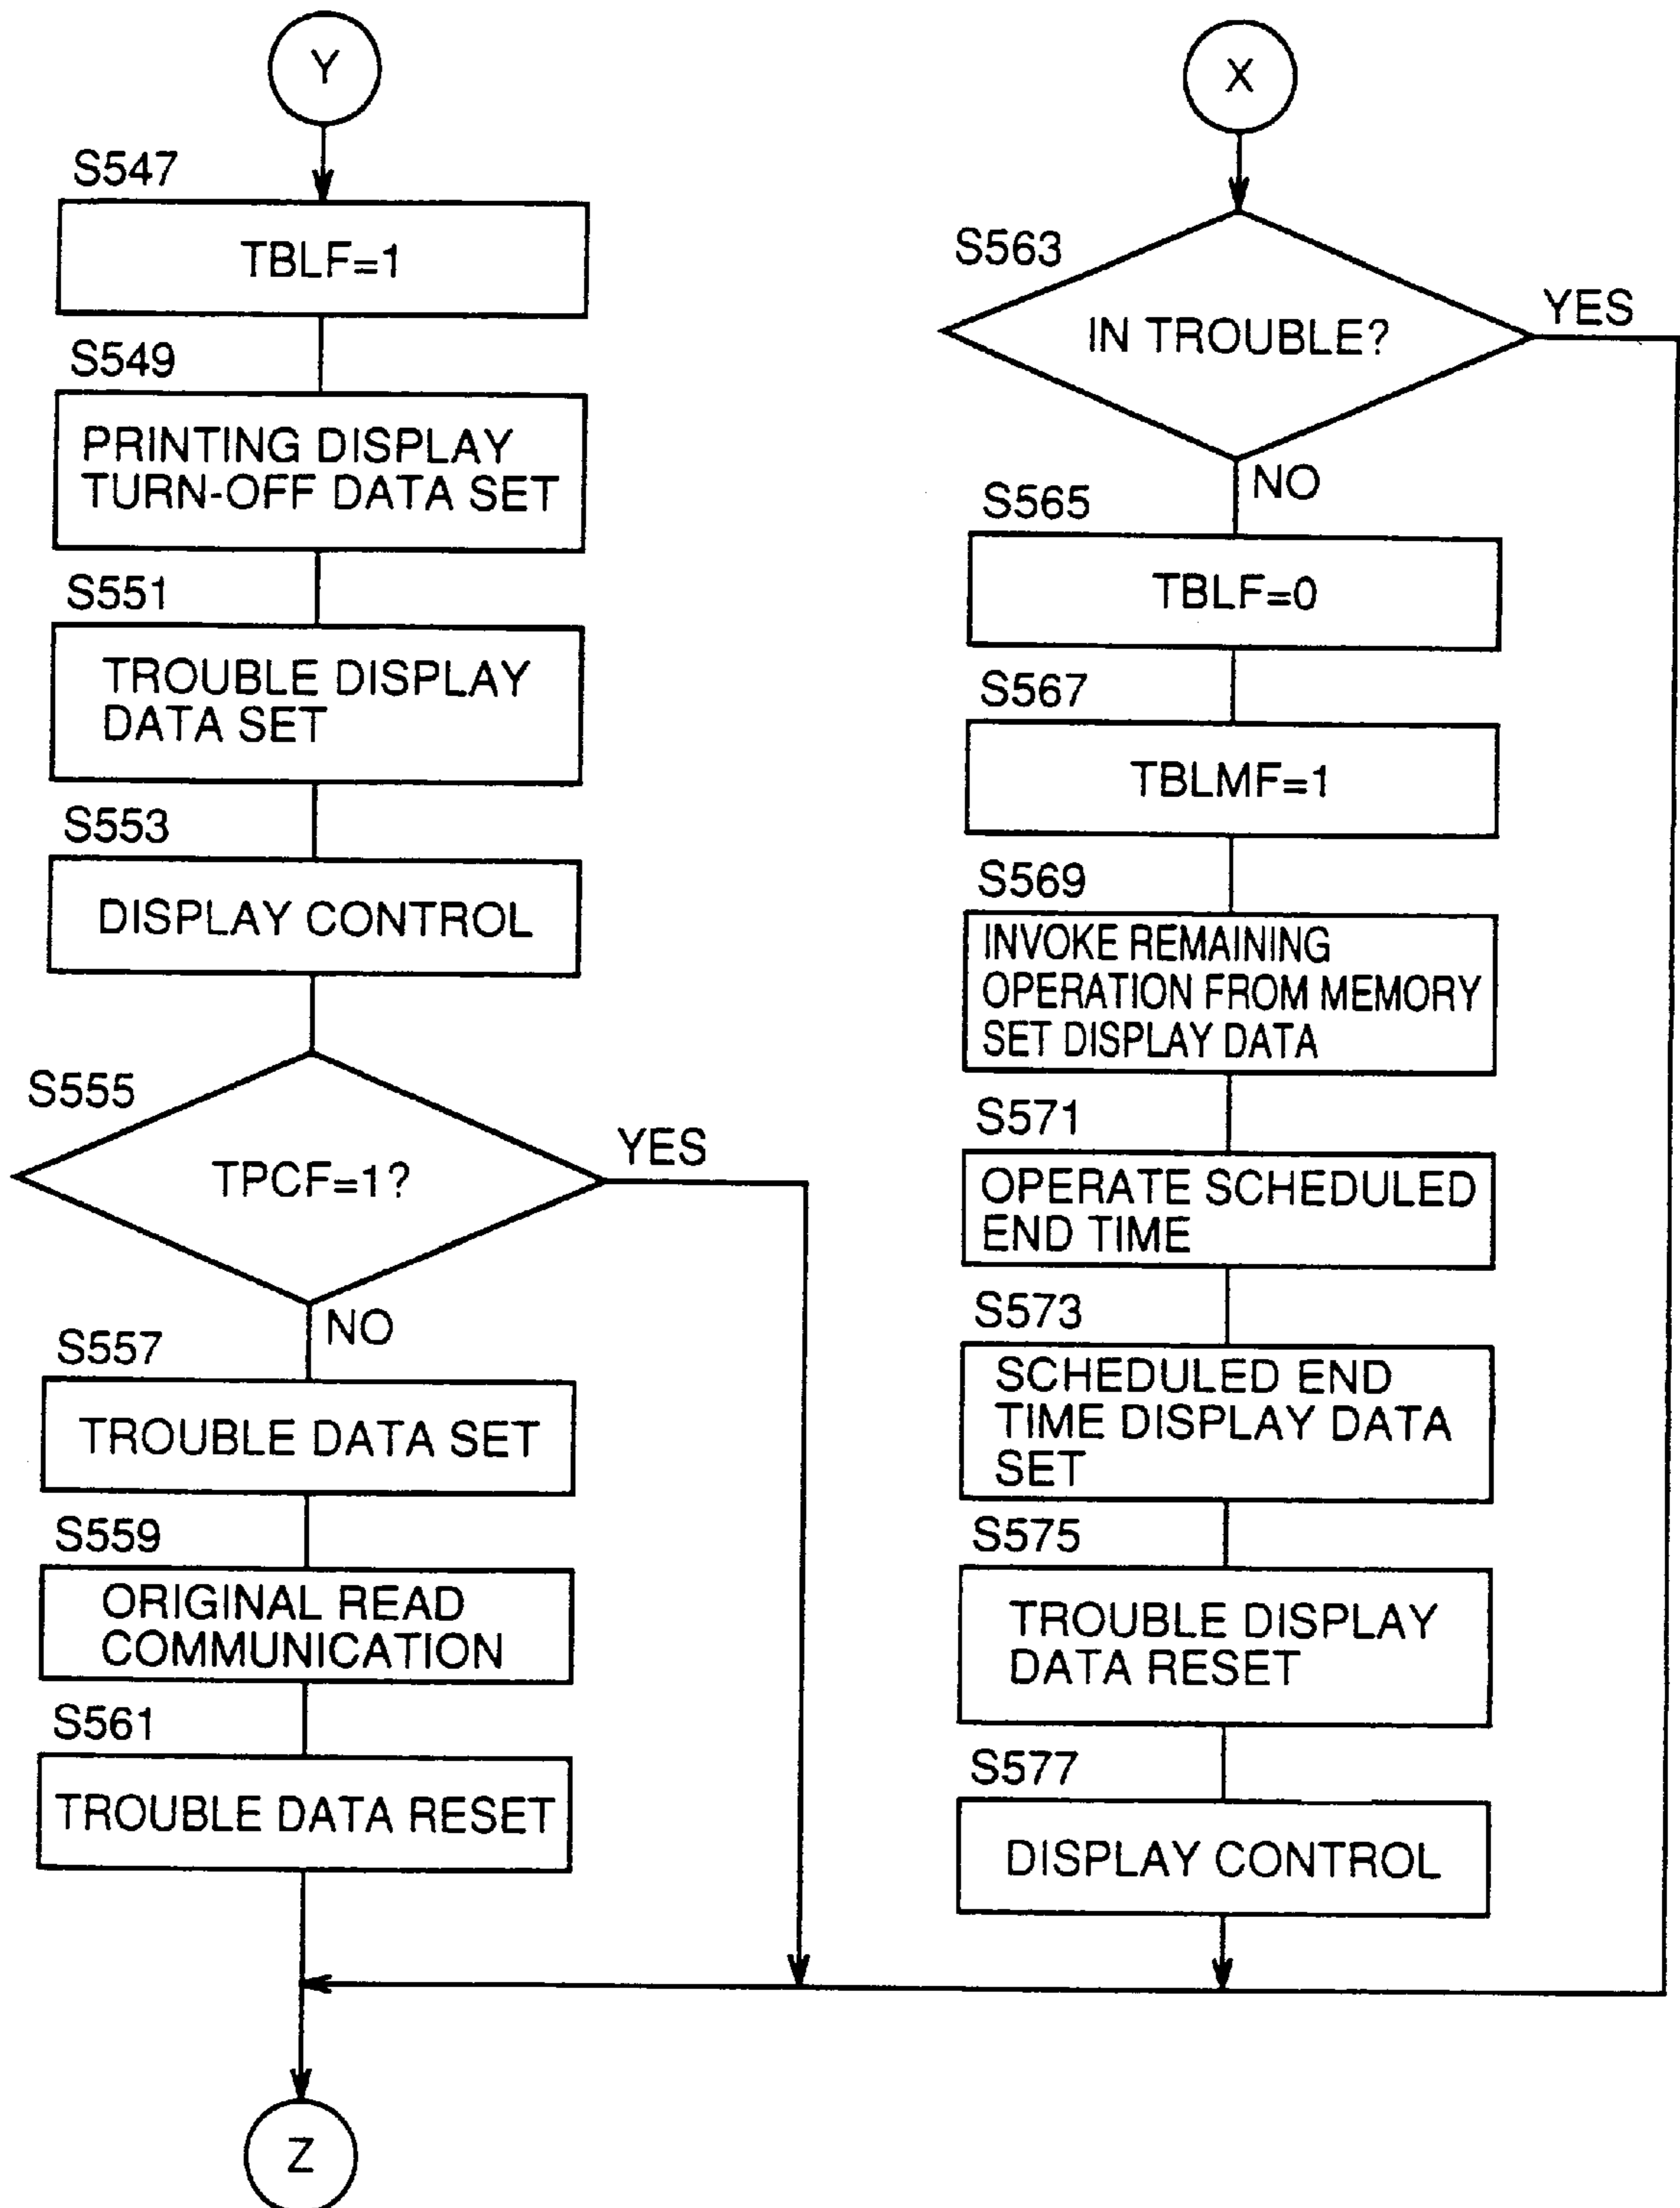 Y
S547
TBLF=1
S549
PRINTING DISPLAY
TURN-OFF DATA SET
S551
TROUBLE DISPLAY
DATA SET
S553
DISPLAY CONTROL
S555
TPCF=1?
YES
NO
S557
TROUBLE DATA SET
S559
ORIGINAL READ
COMMUNICATION
S561
TROUBLE DATA RESET
Z
X
S563
IN TROUBLE?
YES
NO
S565
TBLF=0
S567
TBLMF=1
S569
INVOKE REMAINING
OPERATION FROM MEMORY
SET DISPLAY DATA
S571
OPERATE SCHEDULED
END TIME
S573
SCHEDULED END
TIME DISPLAY DATA
SET
S575
TROUBLE DISPLAY
DATA RESET
S577
DISPLAY CONTROL